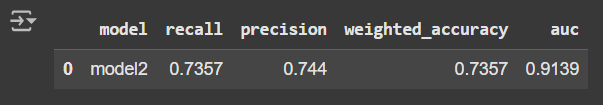 model recall precision weighted_accuracy auc
0 model2 0.7357 0.744 0.7357 0.9139